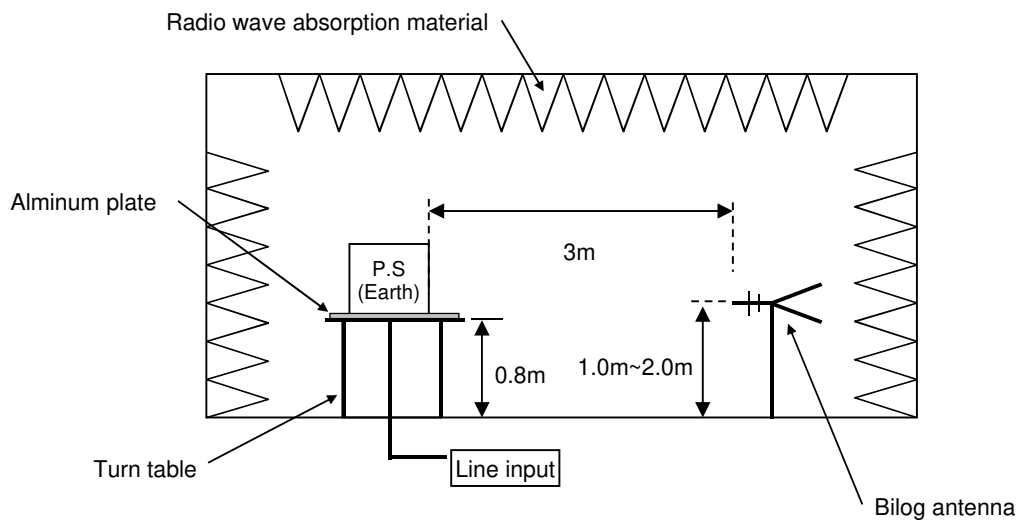 Radio wave absorption material
Alminum plate
3m
P.S
(Earth)
0.8m
1.0m~2.0m
Turn table
Line input
Bilog antenna